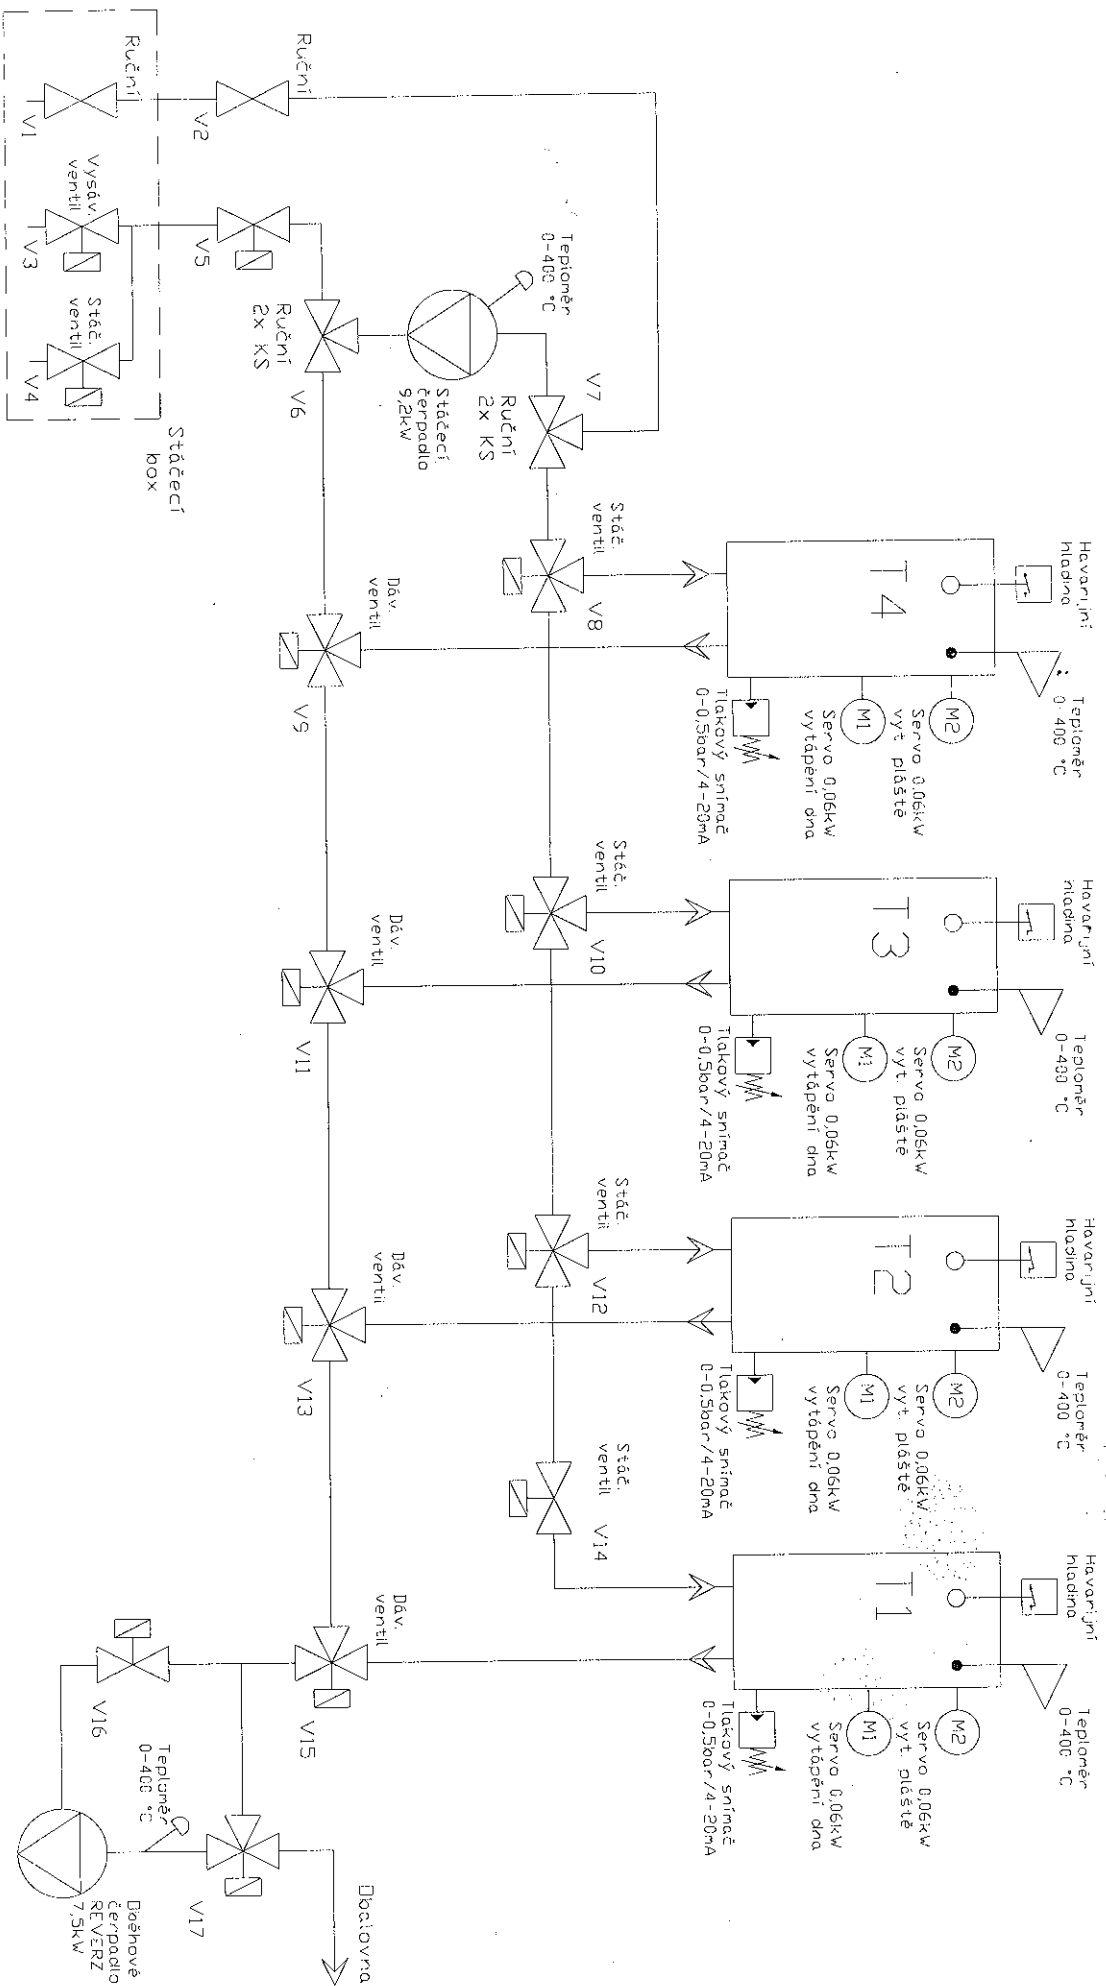 Havarijní
hladina
Teploměr
0-400 °C
T4
M2
M1
Servo 0,06kW
vyt. pláště
Servo 0,06kW
vytápění dna
Tlakový snímač
0-0,5bar/4-20mA
Havarijní
hladina
Teploměr
0-400 °C
T3
M2
M1
Servo 0,06kW
vyt. pláště
Servo 0,06kW
vytápění dna
Tlakový snímač
0-0,5bar/4-20mA
Havarijní
hladina
Teploměr
0-400 °C
T2
M2
M1
Servo 0,06kW
vyt. pláště
Servo 0,06kW
vytápění dna
Tlakový snímač
0-0,5bar/4-20mA
Havarijní
hladina
Teploměr
0-400 °C
T1
M2
M1
Servo 0,06kW
vyt. pláště
Servo 0,06kW
vytápění dna
Tlakový snímač
0-0,5bar/4-20mA
Teploměr
0-400 °C
V7
Ruční
2x KS
Stáč.
ventil
V8
Stáč.
ventil
V10
Stáč.
ventil
V12
Stáč.
ventil
V14
Stáčecí
čerpadlo
9,2kW
Ruční
V2
V5
Ruční
2x KS
V6
Dáv.
ventil
V9
Dáv.
ventil
V11
Dáv.
ventil
V13
Dáv.
ventil
V15
Obalovna
Ruční
V1
Vysáv.
ventil
V3
Stáč.
ventil
V4
Stáčecí
box
V16
Teploměr
0-400 °C
V17
Oběhové
čerpadlo
REVERZ
7,5kW